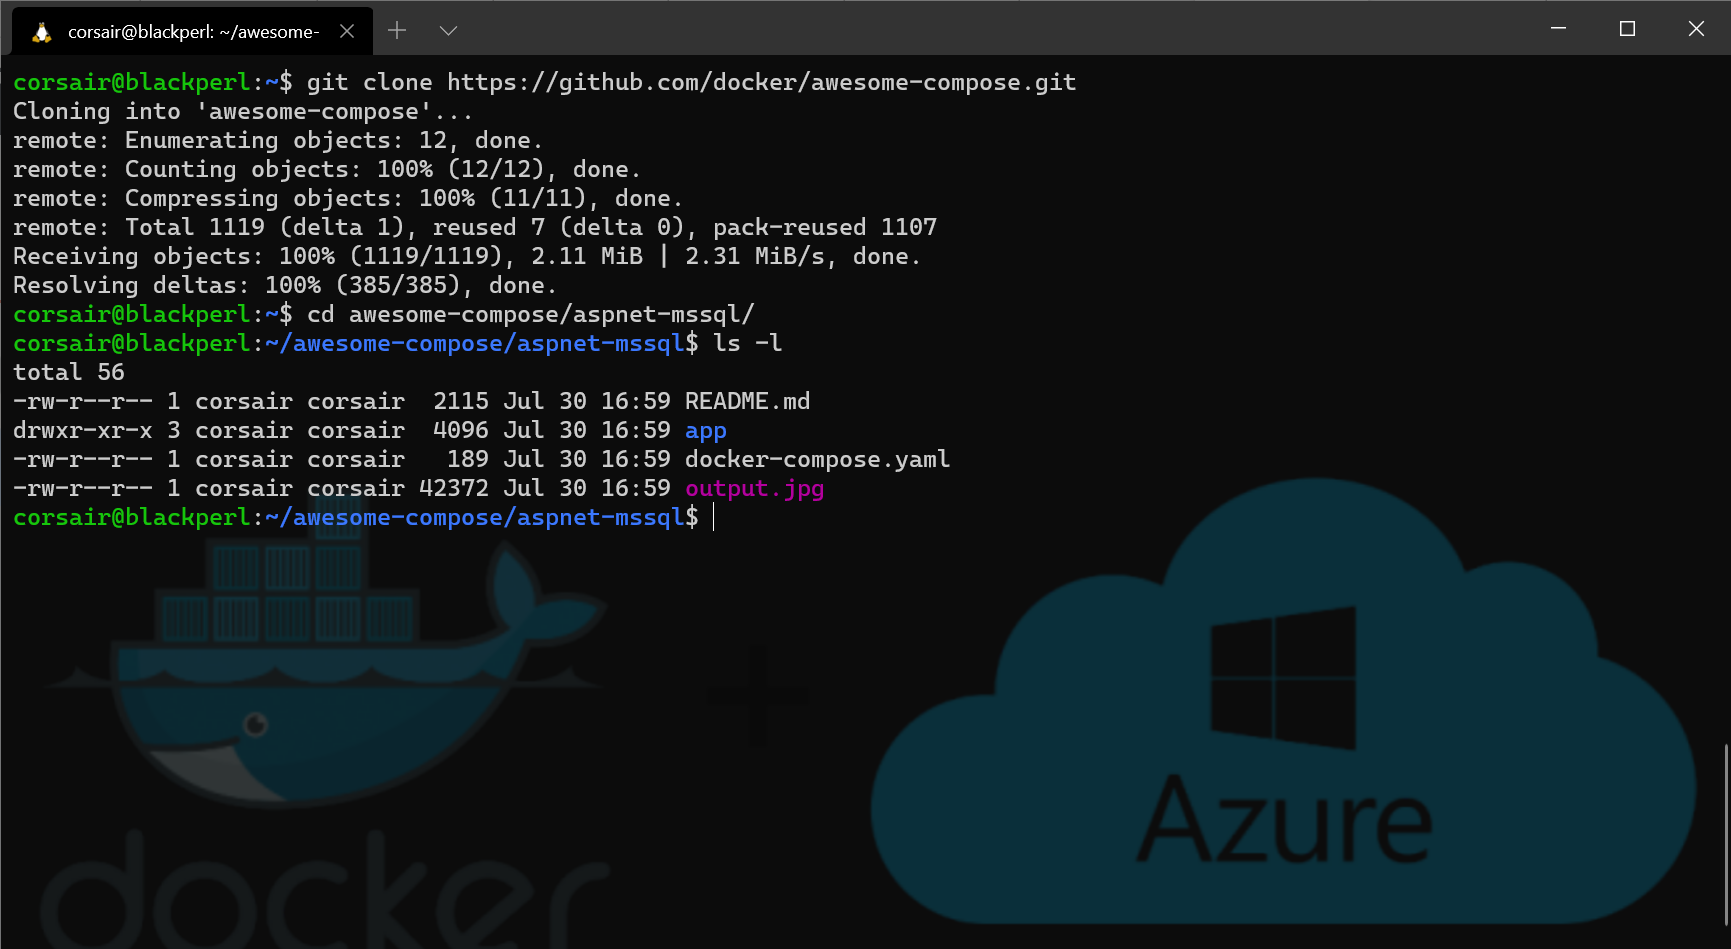 corsair@blackperl: ~/awesome-
corsair@blackperl:~$ git clone https://github.com/docker/awesome-compose.git
Cloning into 'awesome-compose'...
remote: Enumerating objects: 12, done.
remote: Counting objects: 100% (12/12), done.
remote: Compressing objects: 100% (11/11), done.
remote: Total 1119 (delta 1), reused 7 (delta 0), pack-reused 1107
Receiving objects: 100% (1119/1119), 2.11 MiB | 2.31 MiB/s, done.
Resolving deltas: 100% (385/385), done.
corsair@blackperl:~$ cd awesome-compose/aspnet-mssql/
corsair@blackperl:~/awesome-compose/aspnet-mssql$ ls -l
total 56
-rw-r--r-- 1 corsair corsair  2115 Jul 30 16:59 README.md
drwxr-xr-x 3 corsair corsair  4096 Jul 30 16:59 app
-rw-r--r-- 1 corsair corsair   189 Jul 30 16:59 docker-compose.yaml
-rw-r--r-- 1 corsair corsair 42372 Jul 30 16:59 output.jpg
corsair@blackperl:~/awesome-compose/aspnet-mssql$
docker
Azure